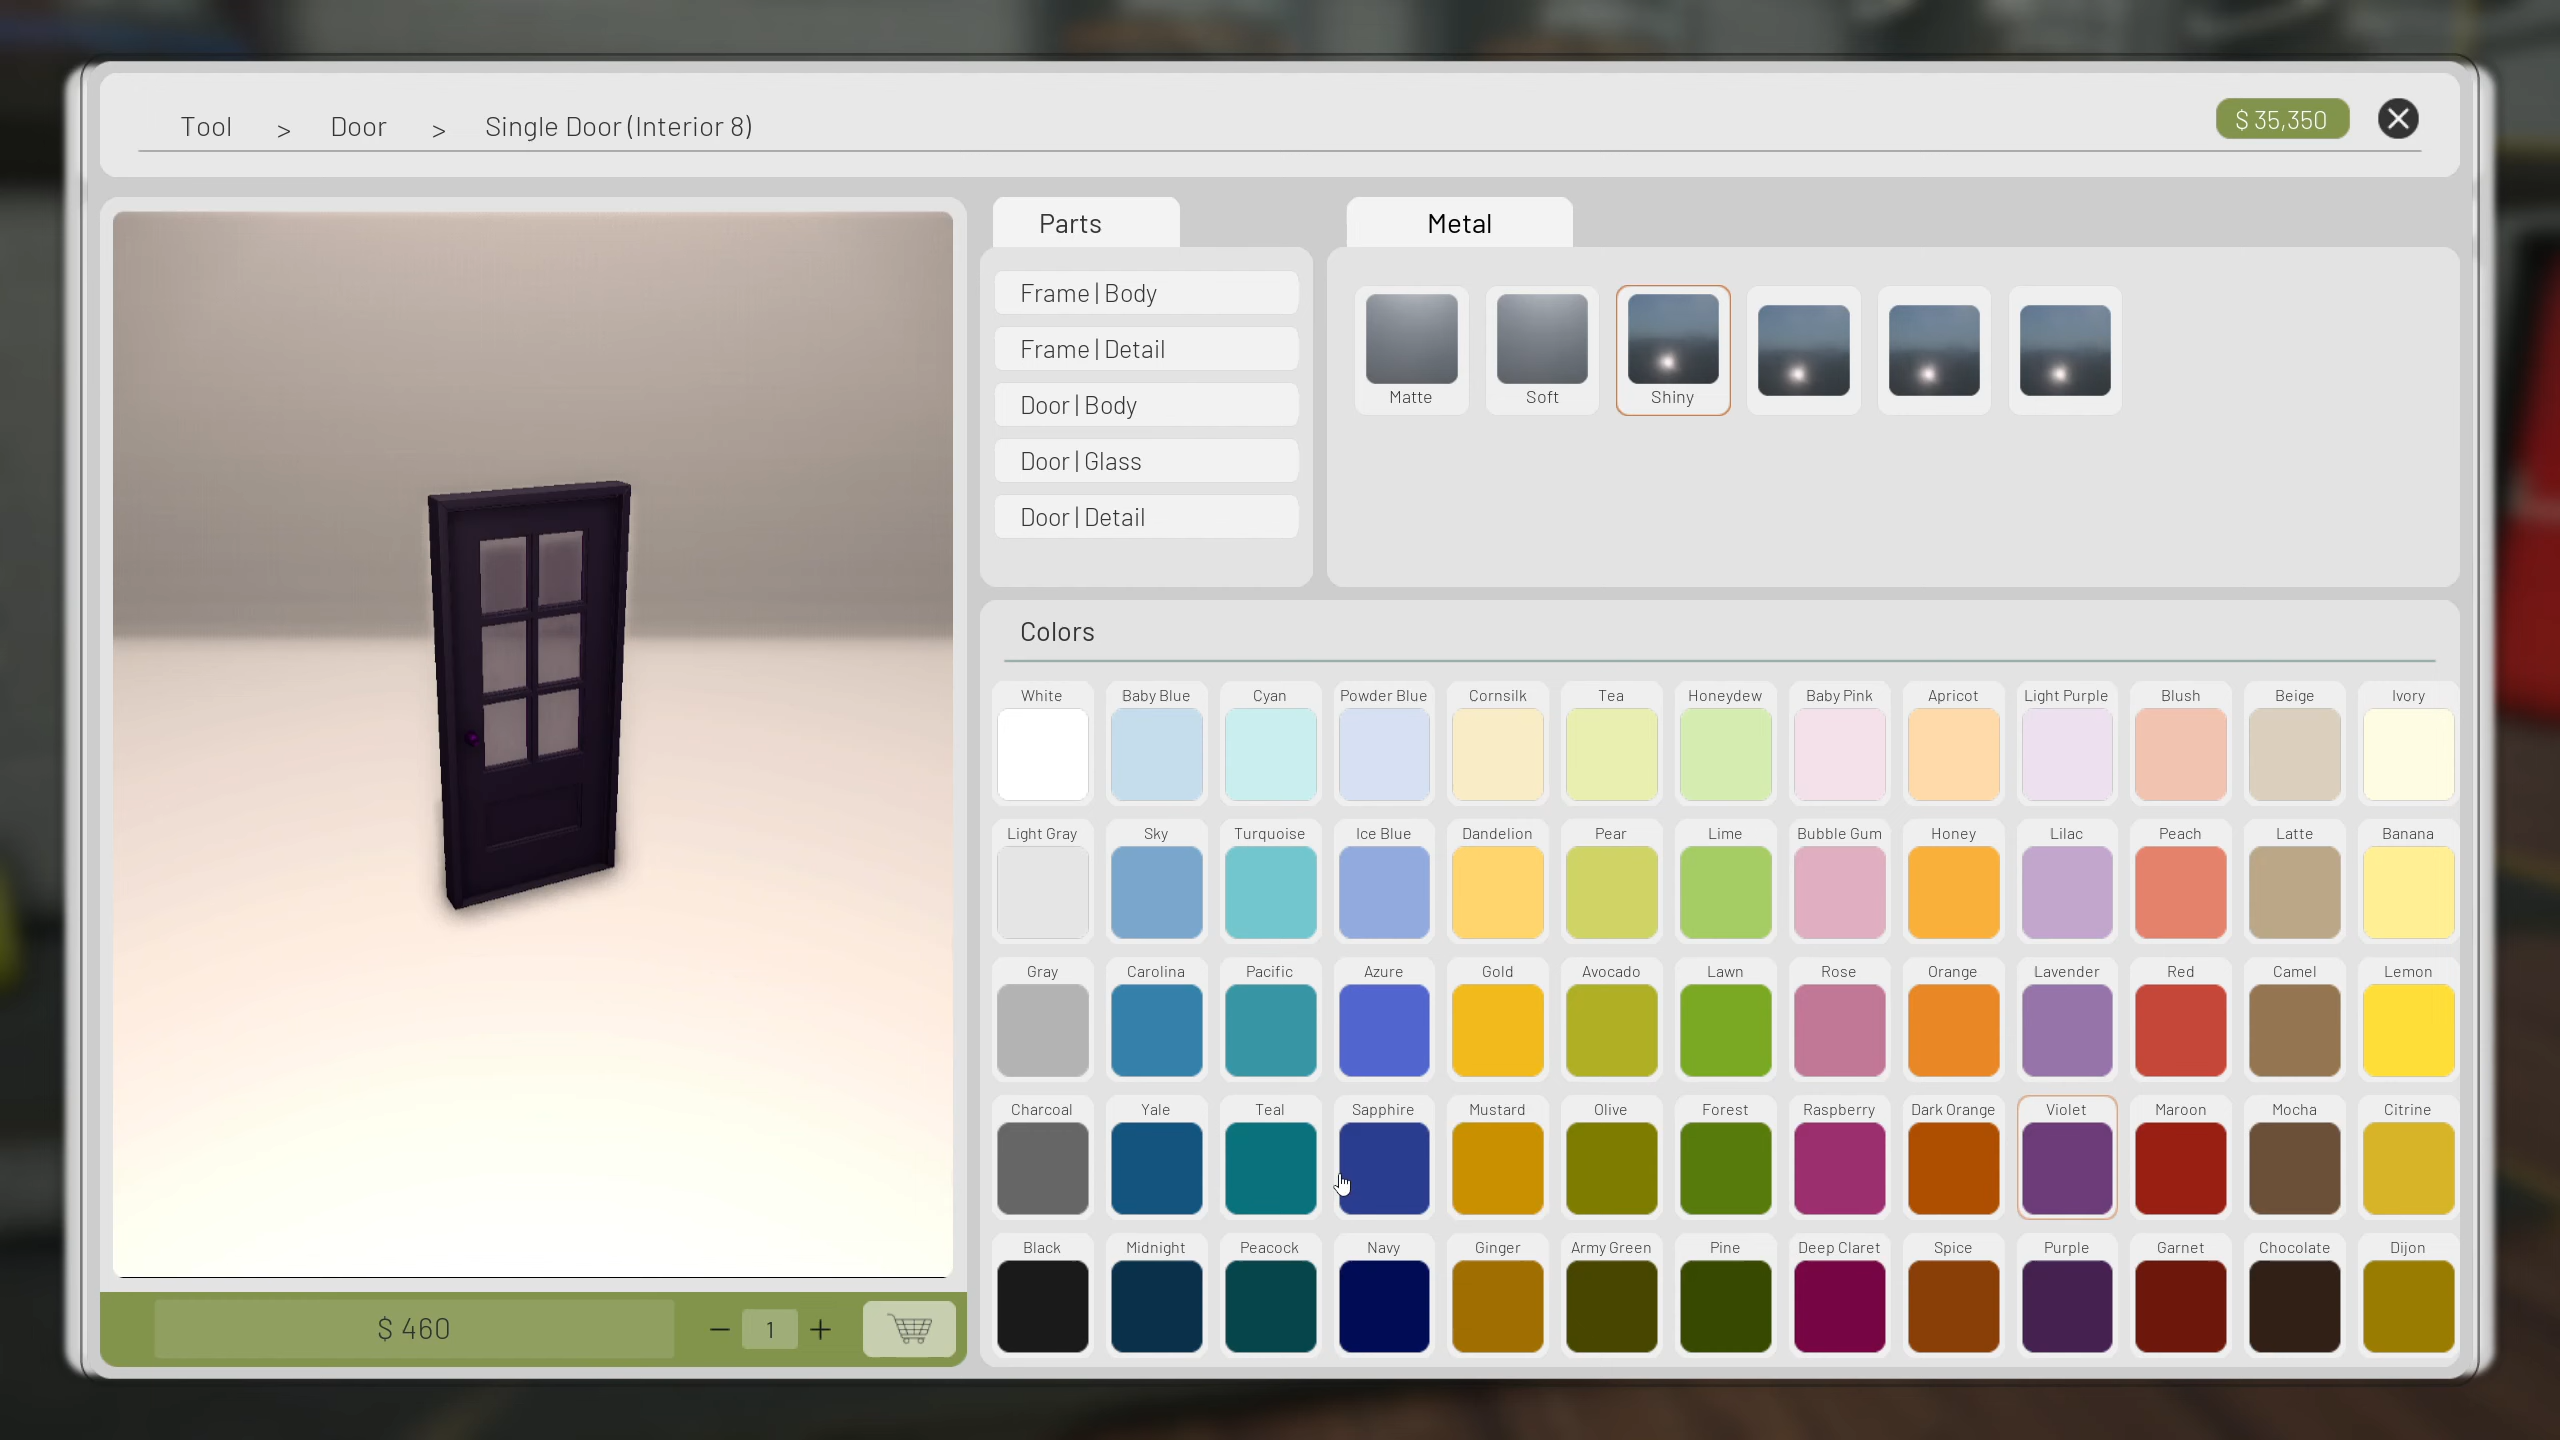 Tool > Door > Single Door (Interior 8)
$ 35,350
Parts
Metal
Frame | Body
Frame | Detail
Door | Body
Door | Glass
Door | Detail
Matte Soft Shiny
Colors
White Baby Blue Cyan Powder Blue Cornsilk Tea Honeydew Baby Pink Apricot Light Purple Blush Beige Ivory
Light Gray Sky Turquoise Ice Blue Dandelion Pear Lime Bubble Gum Honey Lilac Peach Latte Banana
Gray Carolina Pacific Azure Gold Avocado Lawn Rose Orange Lavender Red Camel Lemon
Charcoal Yale Teal Sapphire Mustard Olive Forest Raspberry Dark Orange Violet Maroon Mocha Citrine
Black Midnight Peacock Navy Ginger Army Green Pine Deep Claret Spice Purple Garnet Chocolate Dijon
$ 460
− 1 +